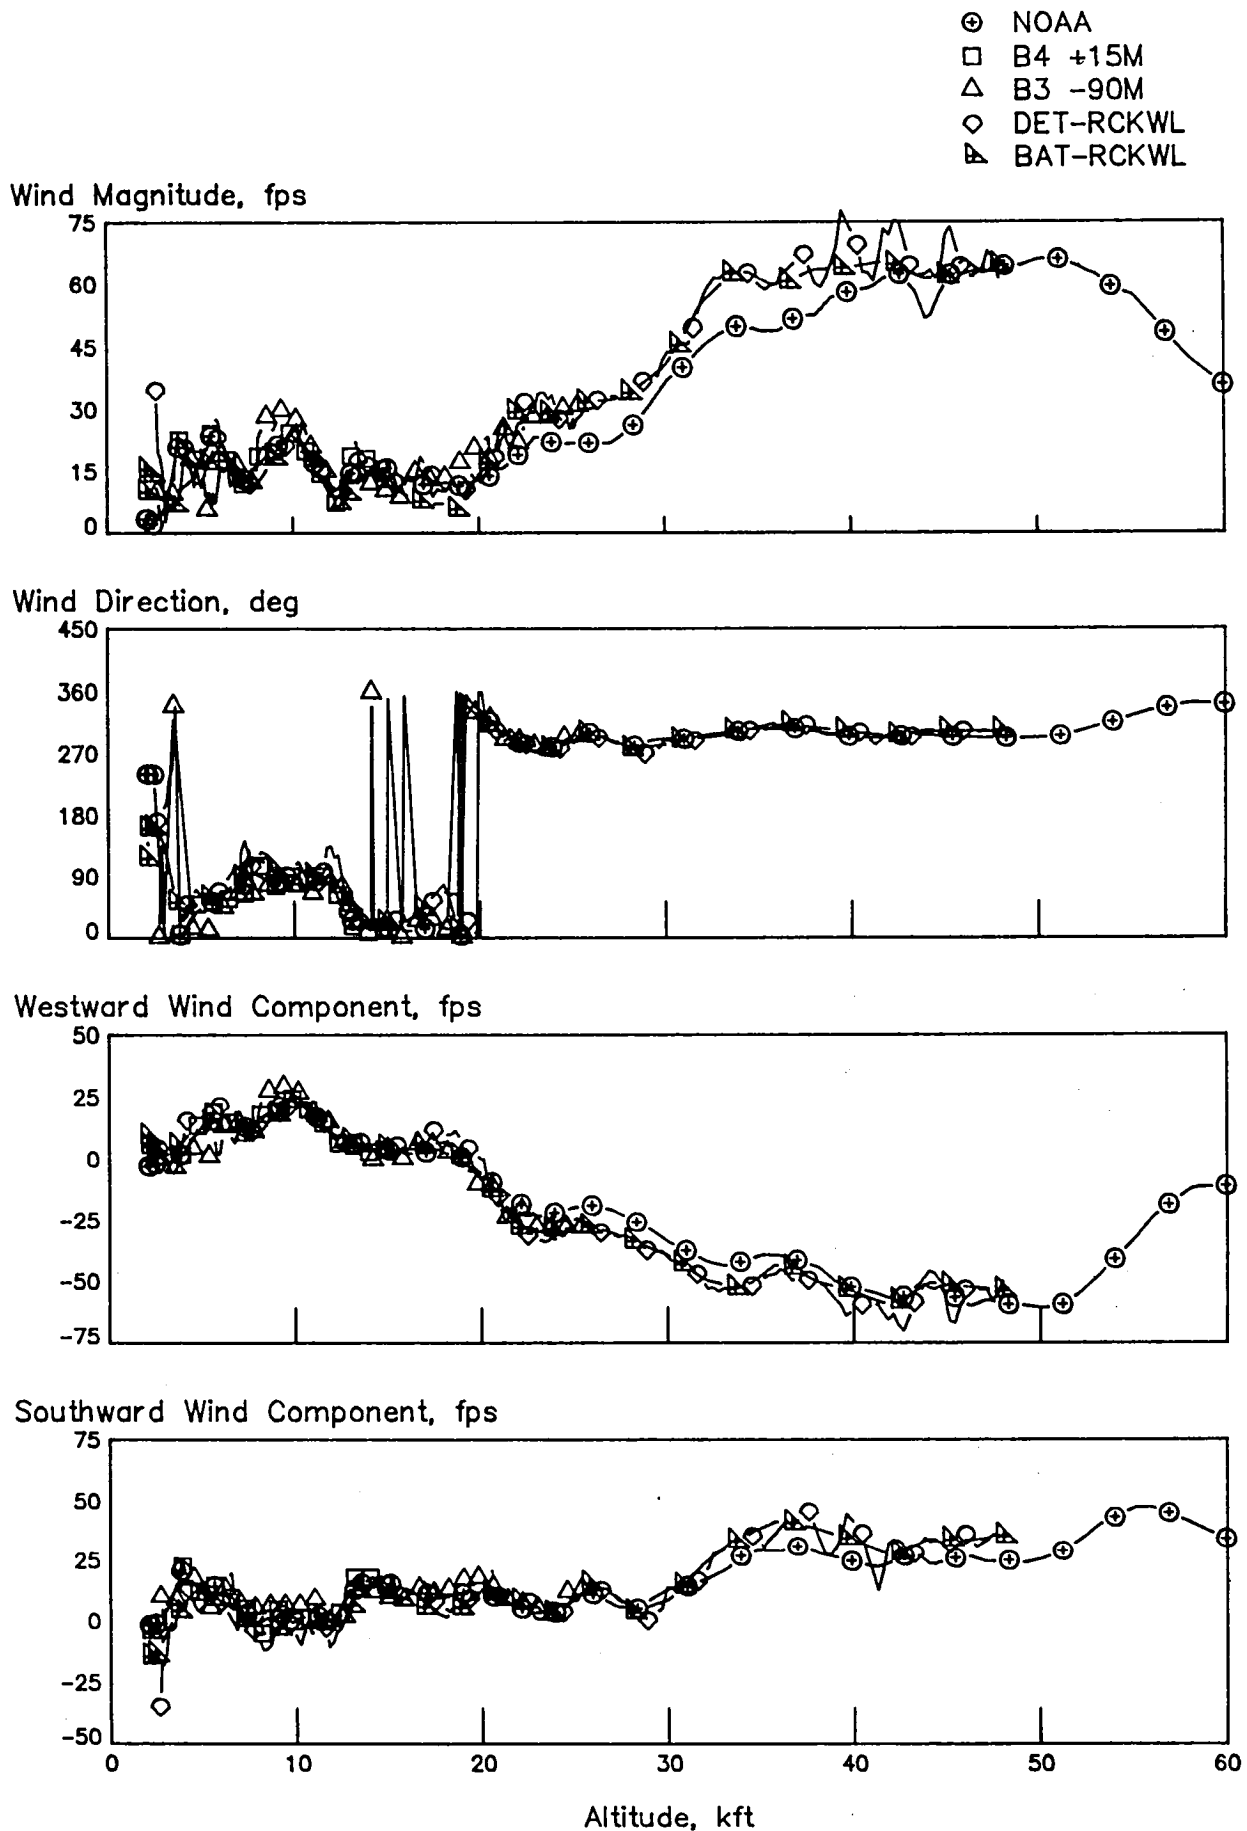 NOAA
B4 +15M
B3 -90M
DET-RCKWL
BAT-RCKWL
Wind Magnitude, fps
75
60
45
30
15
0
Wind Direction, deg
450
360
270
180
90
0
Westward Wind Component, fps
50
25
0
-25
-50
-75
Southward Wind Component, fps
75
50
25
0
-25
-50
0 10 20 30 40 50 60
Altitude, kft